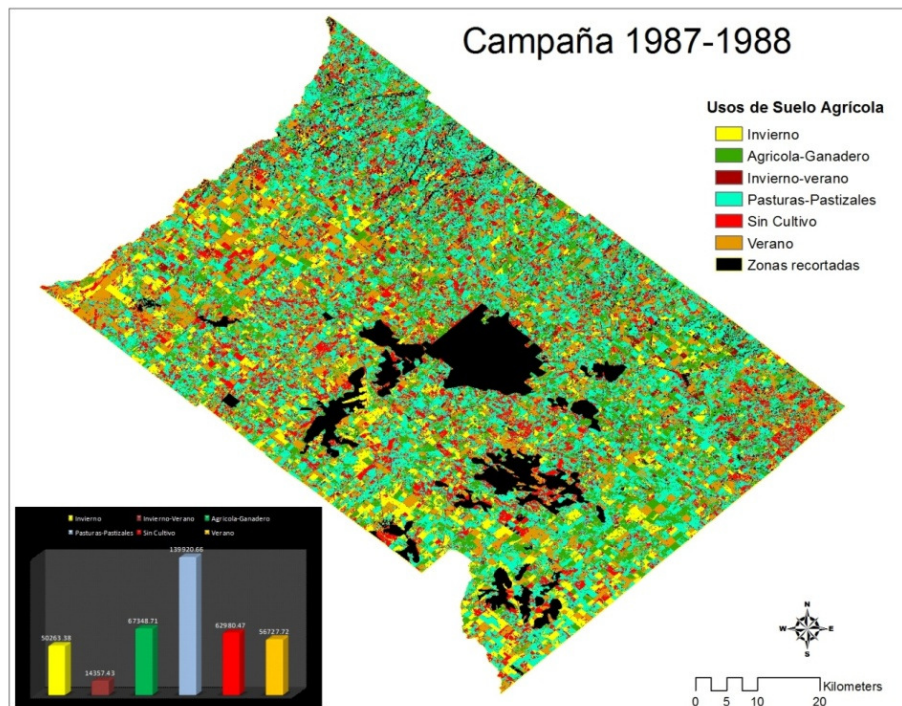 Campaña 1987-1988
Usos de Suelo Agrícola
Invierno
Agricola-Ganadero
Invierno-verano
Pasturas-Pastizales
Sin Cultivo
Verano
Zonas recortadas
Invierno Invierno-Verano Agricola-Ganadero
Pasturas-Pastizales Sin Cultivo Verano
50263.38
14357.43
67348.71
139920.66
62980.47
56727.72
N
W E
S
Kilometers
0 5 10 20